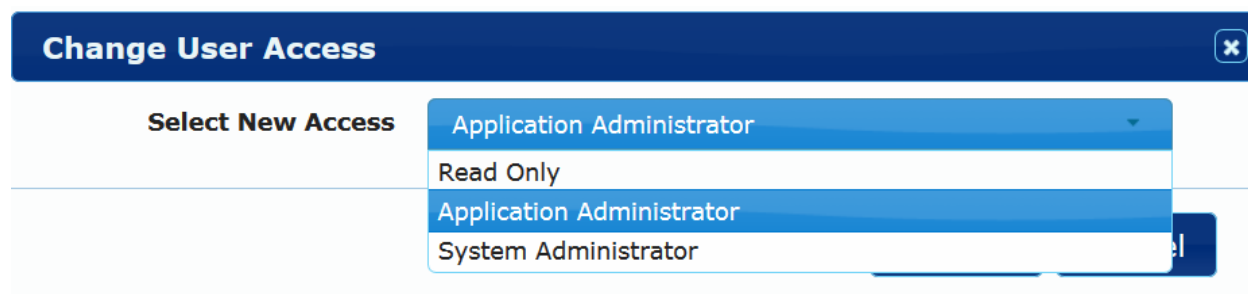 Change User Access
Select New Access
Application Administrator
Read Only
Application Administrator
System Administrator